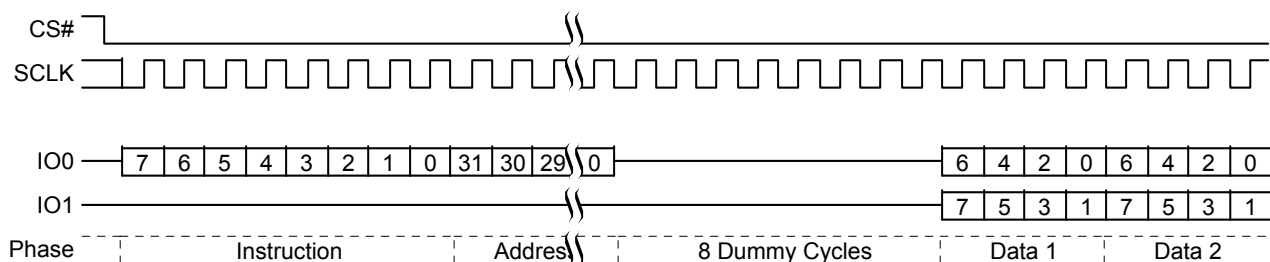 CS#
SCLK
IO0 7 6 5 4 3 2 1 0 31 30 29 0 6 4 2 0 6 4 2 0
IO1 7 5 3 1 7 5 3 1
Phase Instruction Address 8 Dummy Cycles Data 1 Data 2